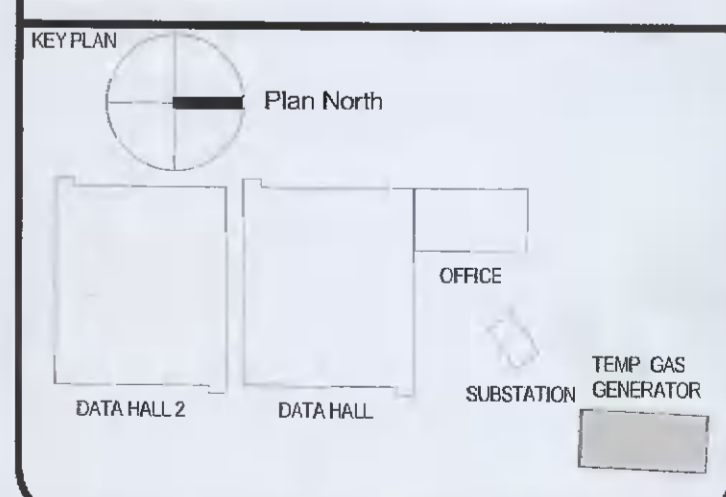 KEY PLAN
Plan North
OFFICE
TEMP GAS
GENERATOR
SUBSTATION
DATA HALL 2
DATA HALL